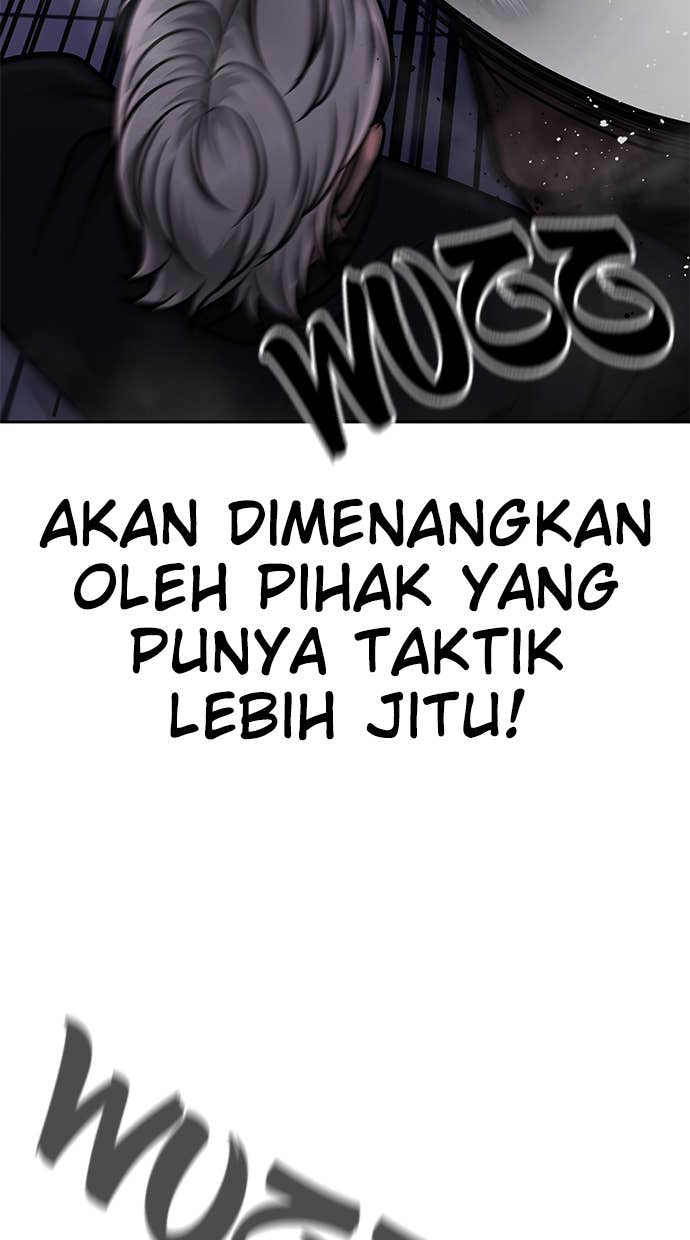 WUZZ
AKAN DIMENANGKAN
OLEH PIHAK YANG
PUNYA TAKTIK
LEBIH JITU!